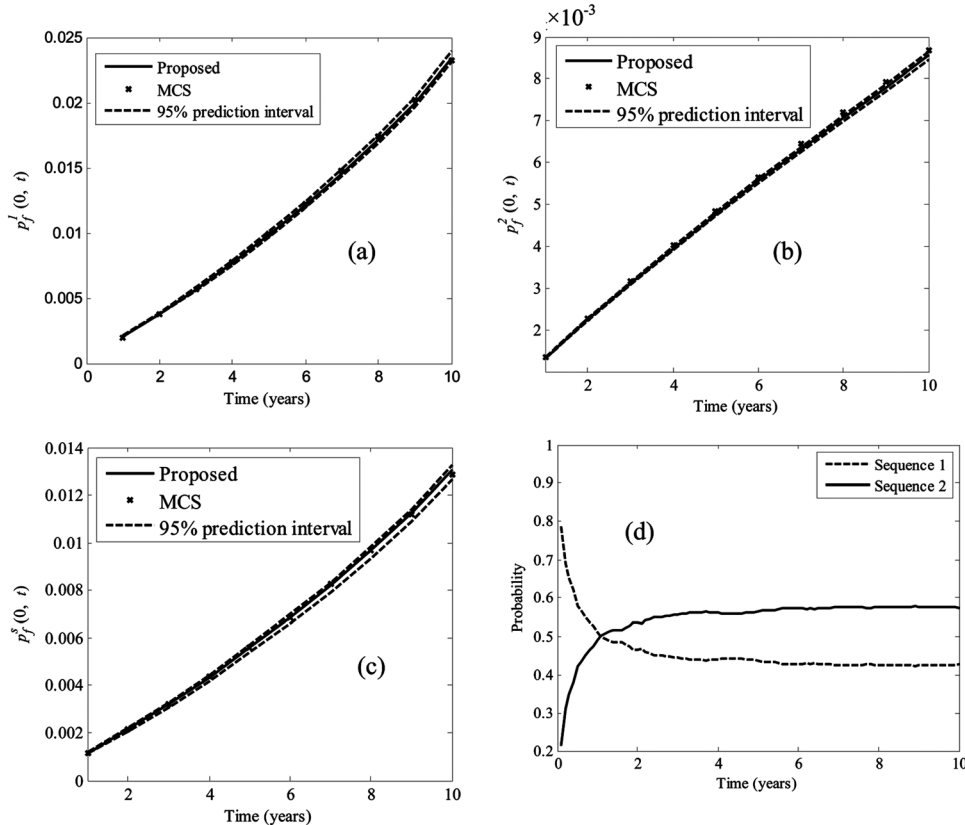 0.025
0.02
0.015
0.01
0.005
0
p_f^1 (0, t)
Proposed
MCS
95% prediction interval
(a)
0 2 4 6 8 10
Time (years)
×10⁻³
9
8
7
6
5
4
3
2
p_f^2 (0, t)
Proposed
MCS
95% prediction interval
(b)
2 4 6 8 10
Time (years)
0.014
0.012
0.01
0.008
0.006
0.004
0.002
0
p_f^s (0, t)
Proposed
MCS
95% prediction interval
(c)
2 4 6 8 10
Time (years)
1
0.9
0.8
0.7
0.6
0.5
0.4
0.3
0.2
Probability
Sequence 1
Sequence 2
(d)
0 2 4 6 8 10
Time (years)